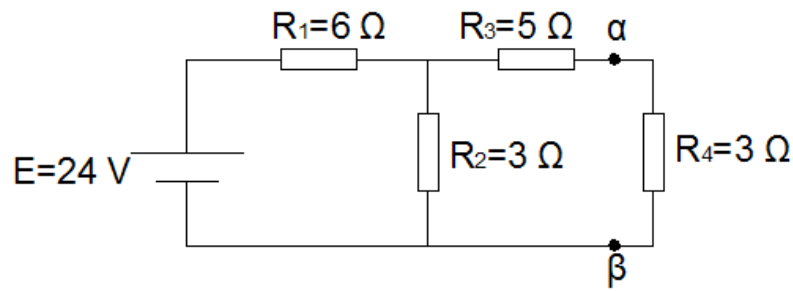 R₁=6 Ω
R₃=5 Ω
α
E=24 V
R₂=3 Ω
R₄=3 Ω
β